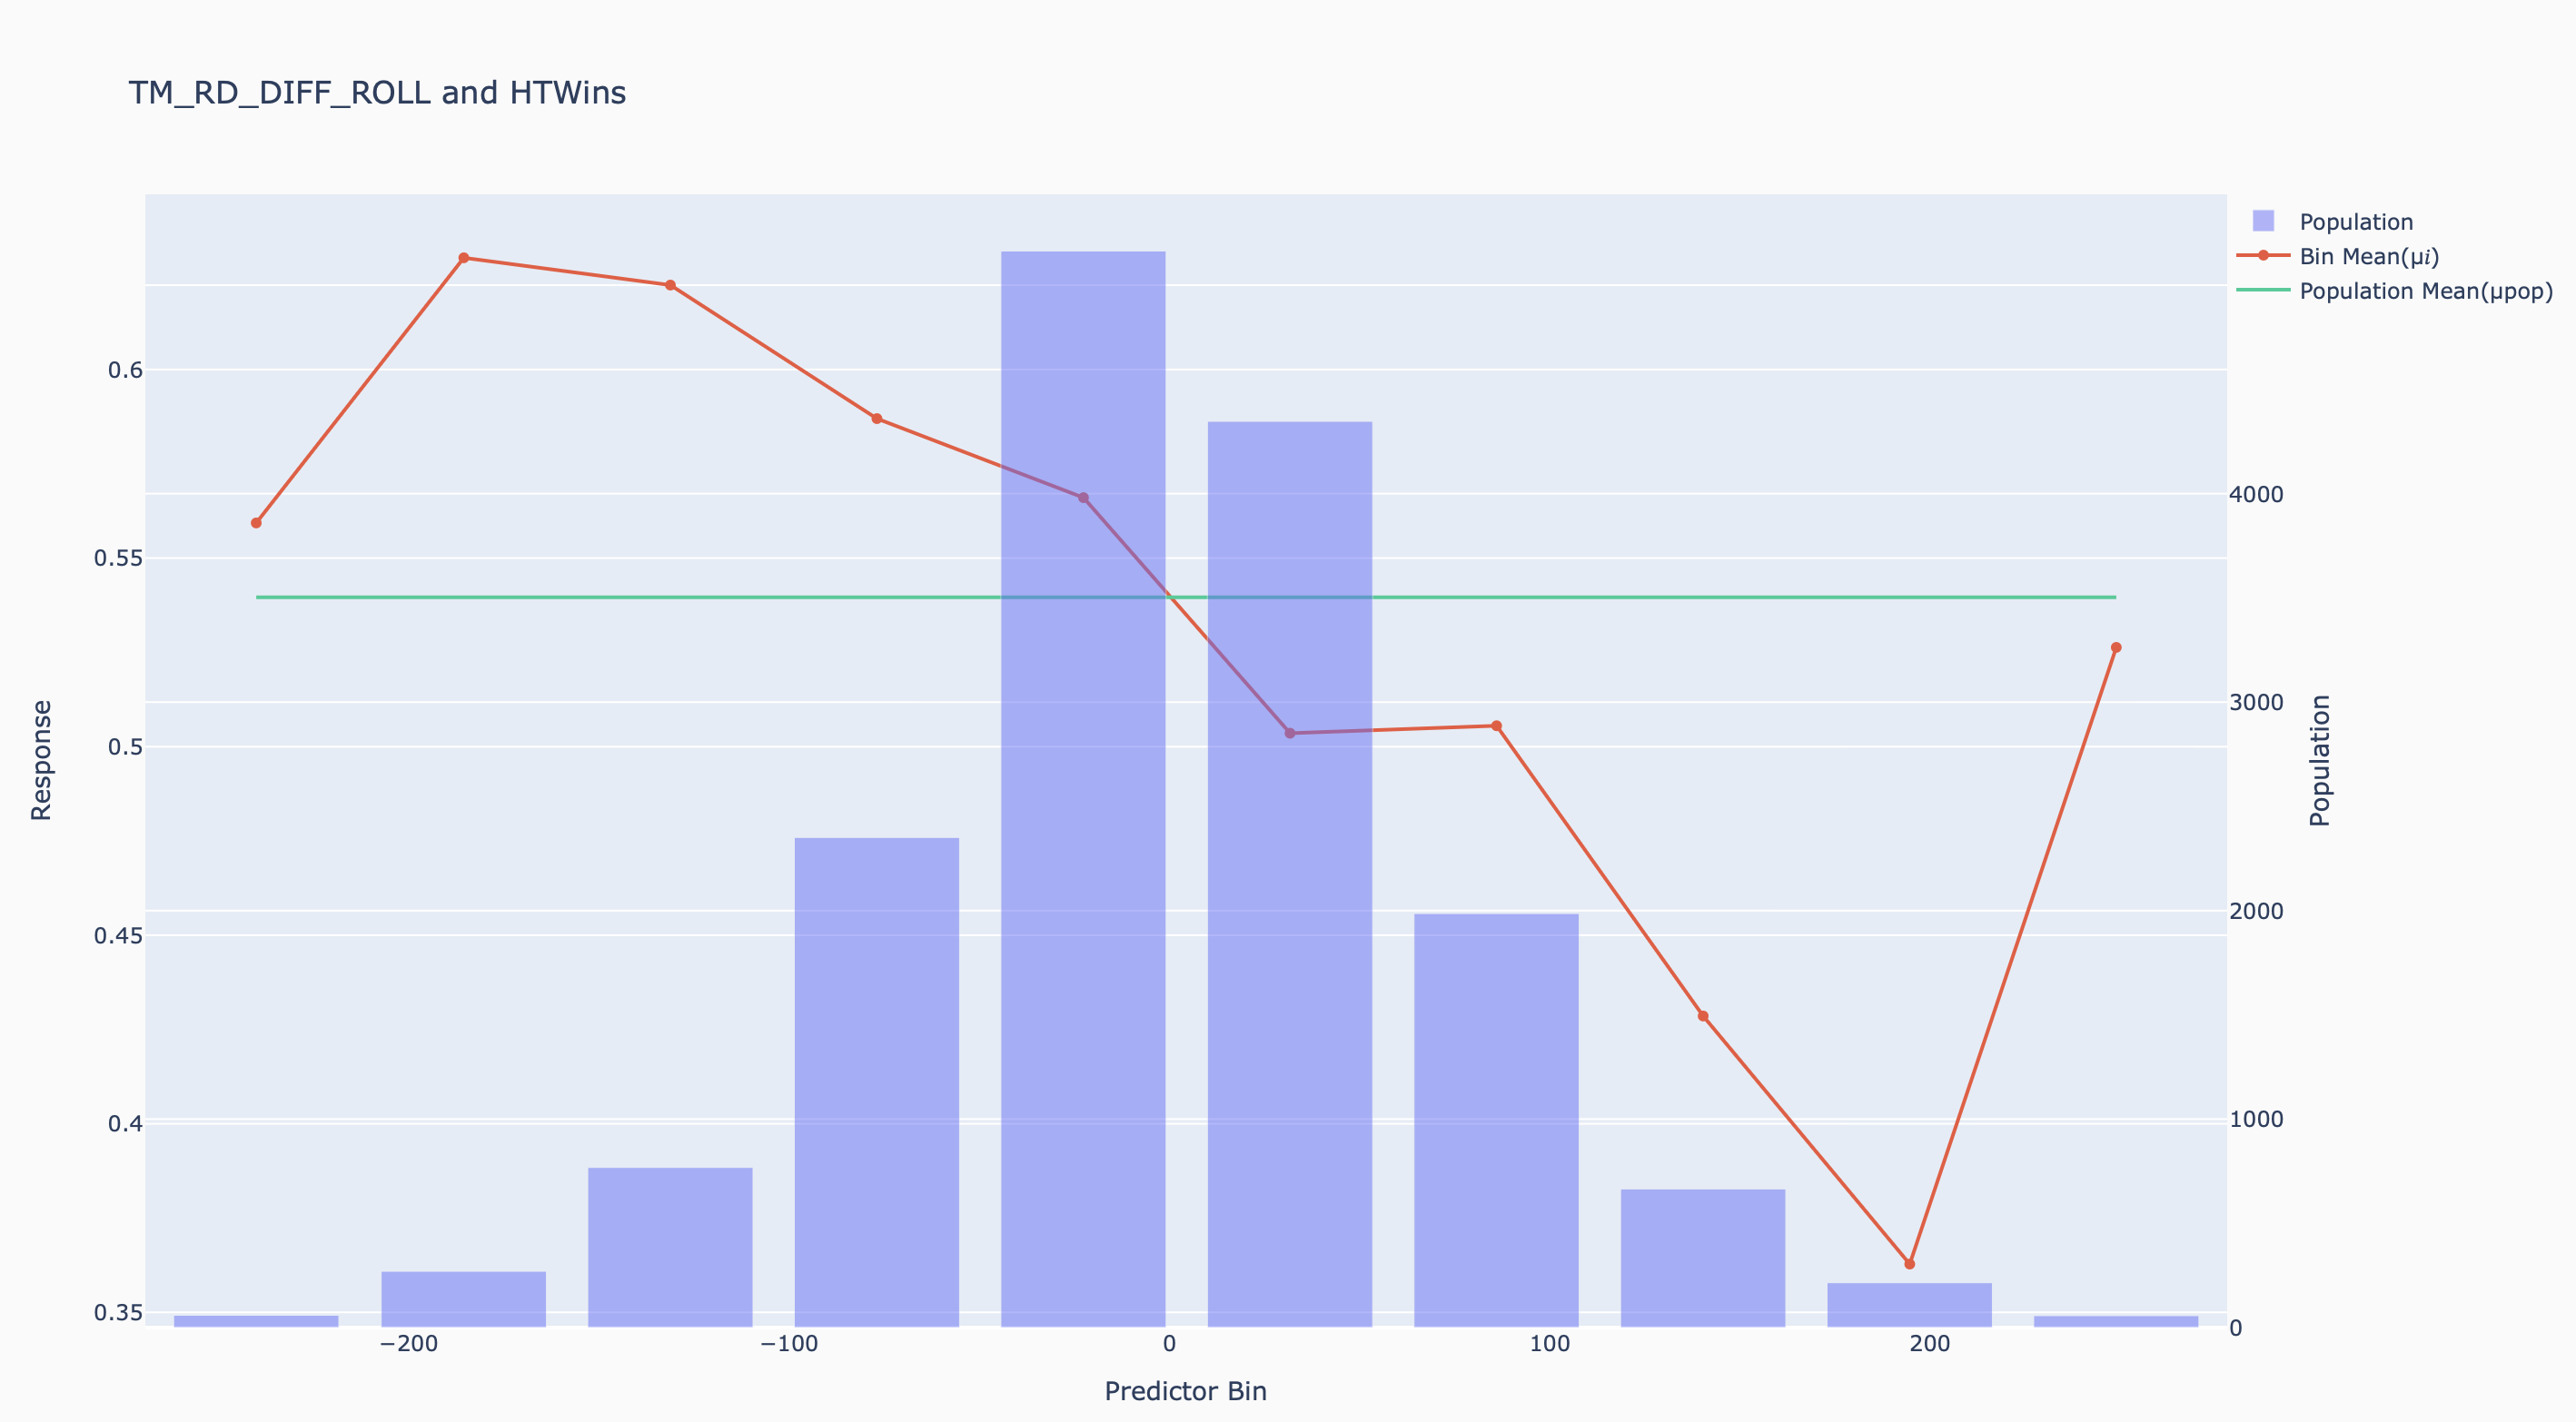 TM_RD_DIFF_ROLL and HTWins
Population
Bin Mean(μ𝑖)
Population Mean(μpop)
0.6
0.55
0.5
0.45
0.4
0.35
Response
4000
3000
2000
1000
0
Population
−200
−100
0
100
200
Predictor Bin